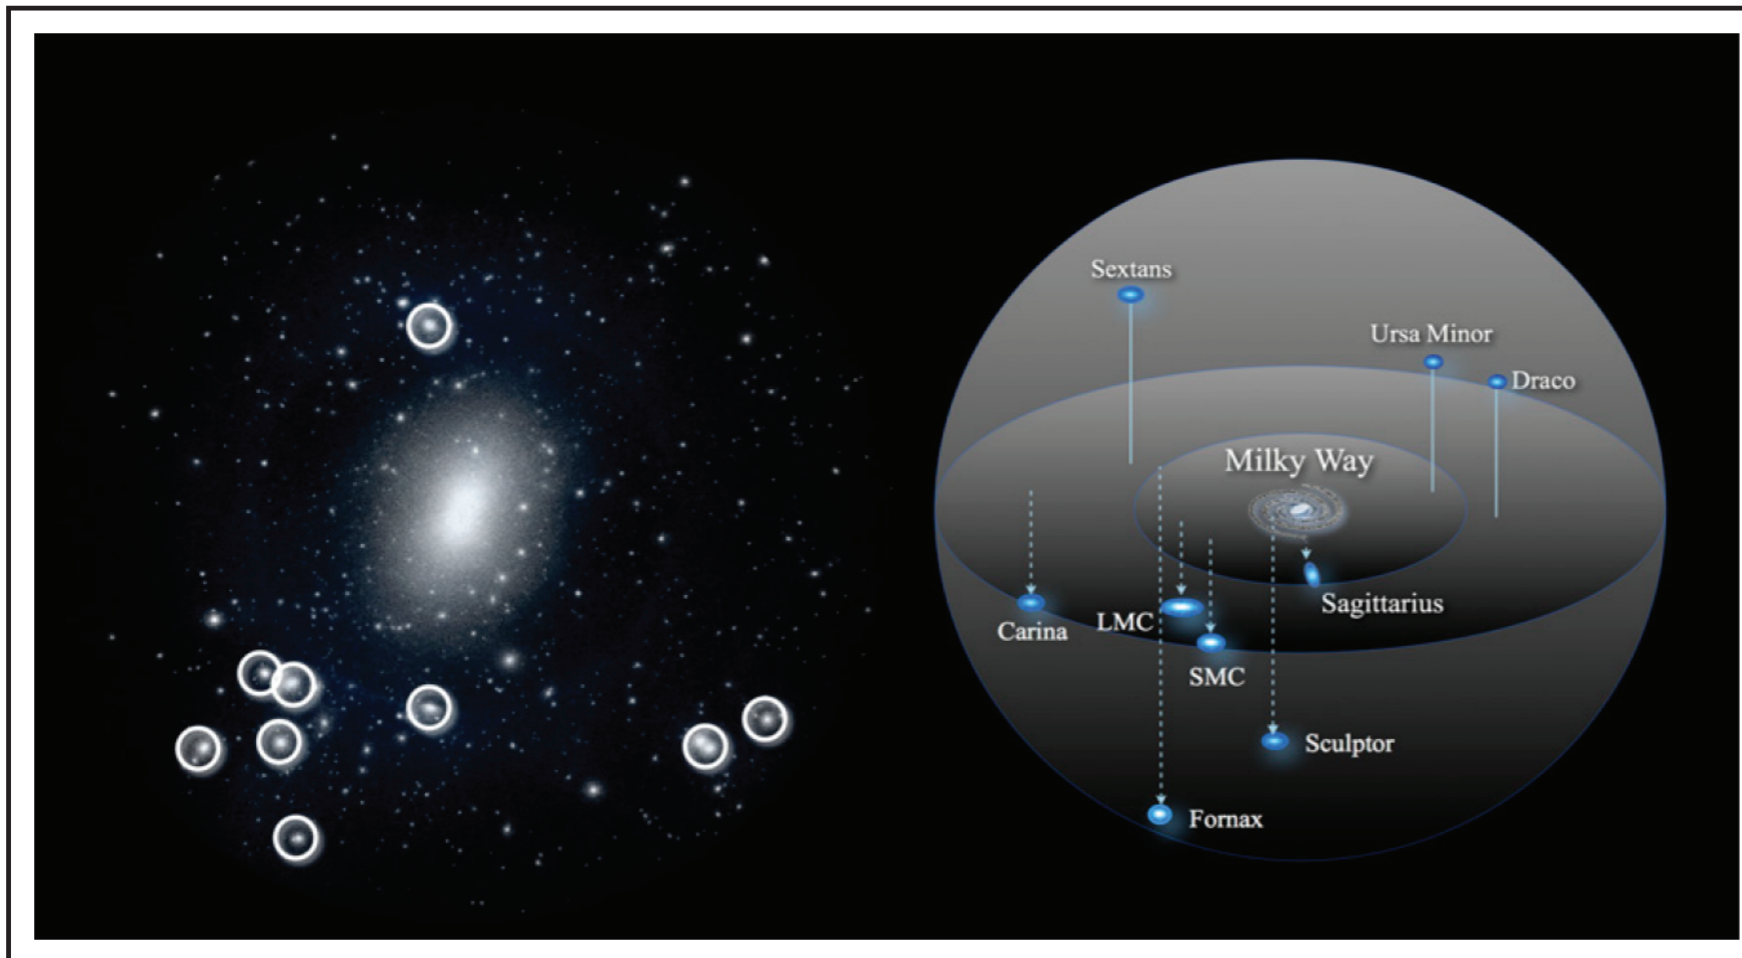 Sextans
Ursa Minor
Draco
Milky Way
Sagittarius
LMC
Carina
SMC
Sculptor
Fornax